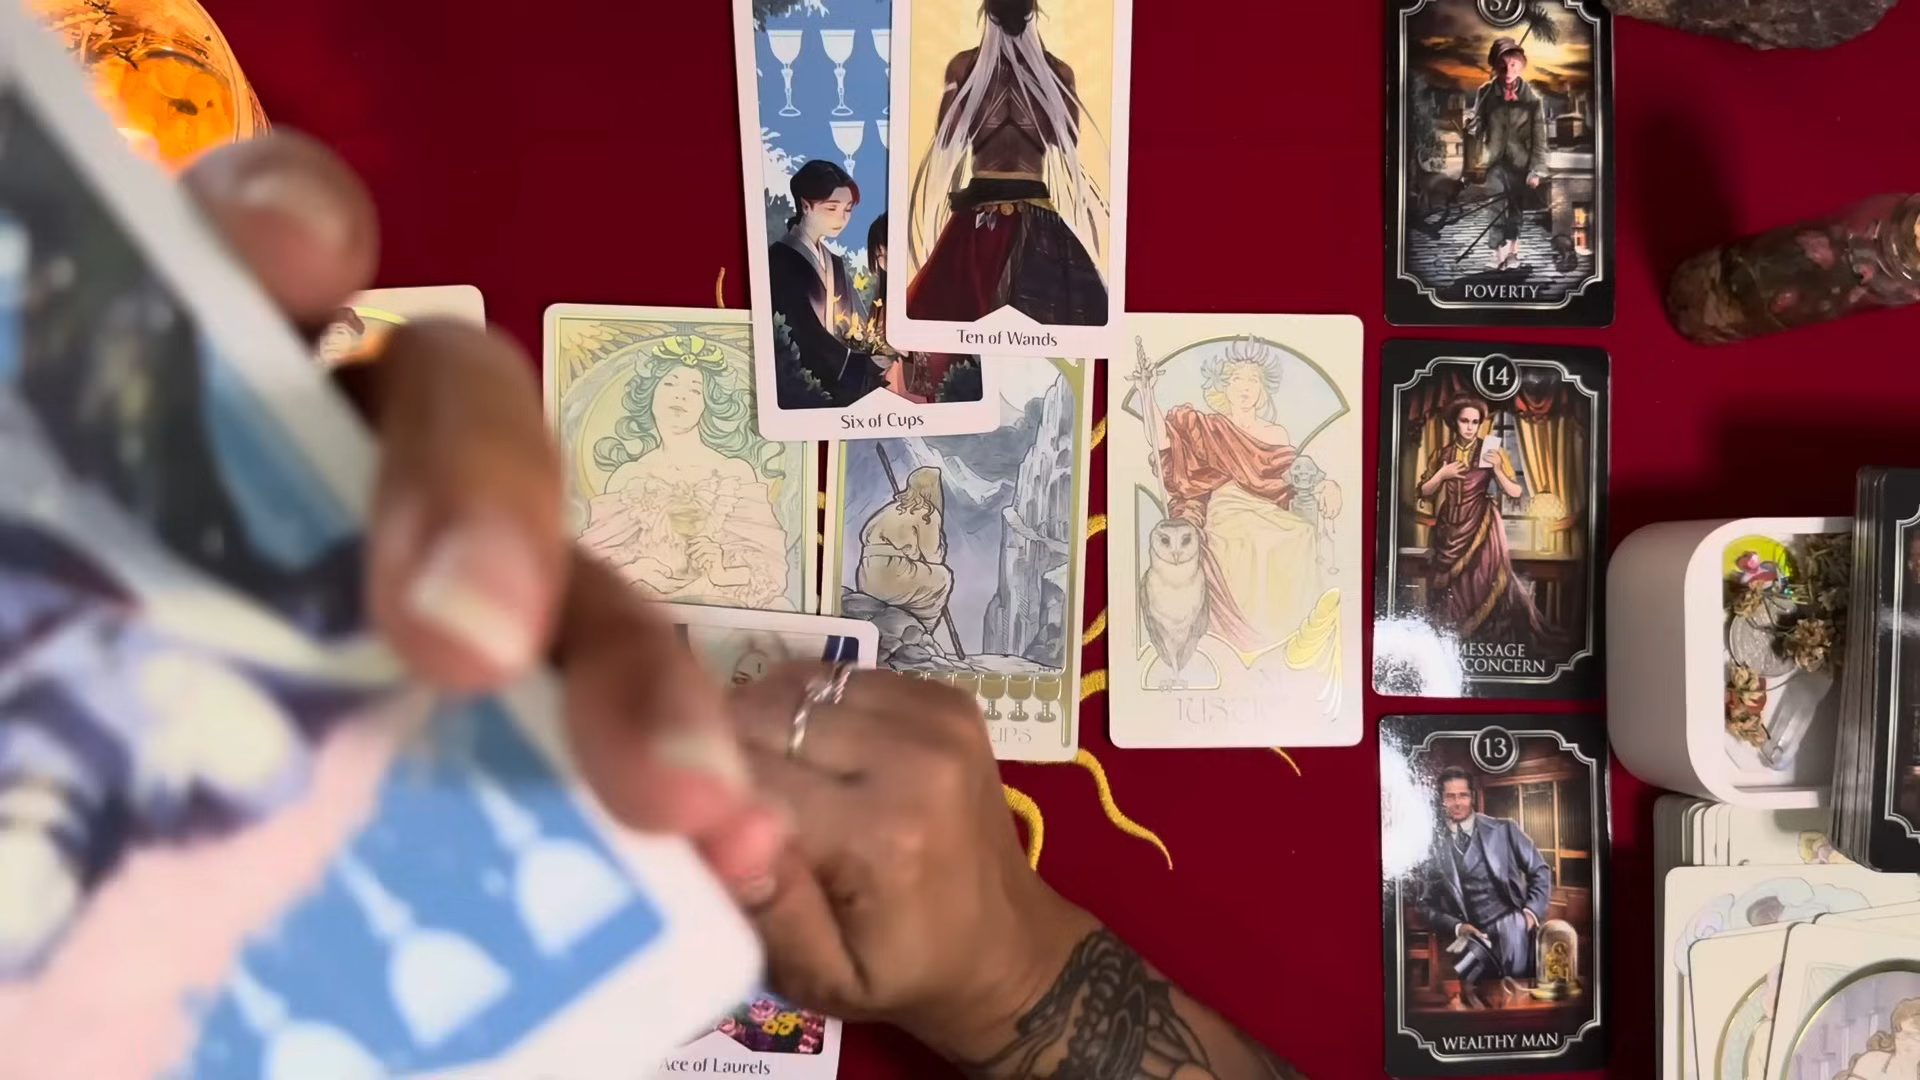 37
POVERTY
Ten of Wands
Six of Cups
14
MESSAGE
CONCERN
13
WEALTHY MAN
Ace of Laurels